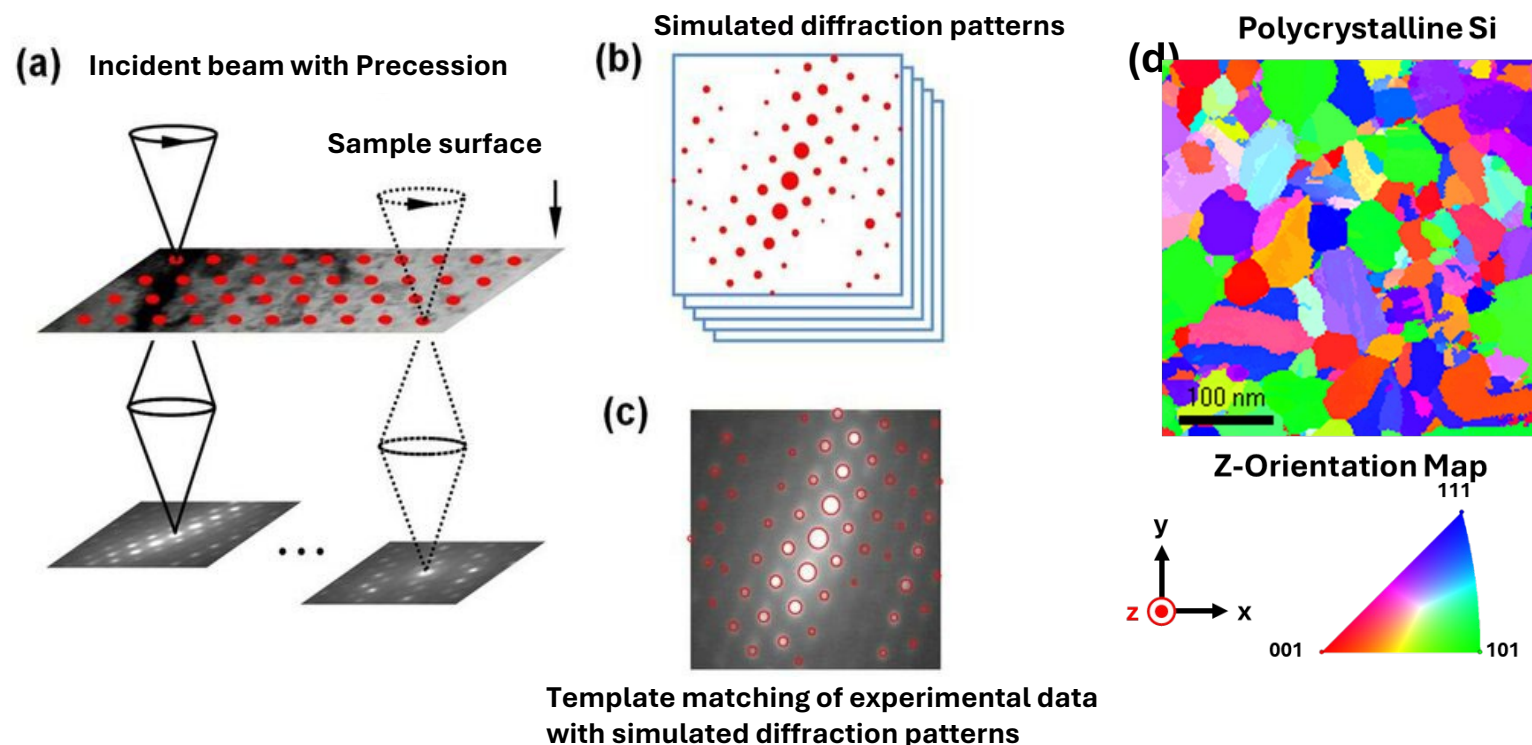 (a)
Incident beam with Precession
Sample surface
Simulated diffraction patterns
(b)
(c)
Template matching of experimental data
with simulated diffraction patterns
Polycrystalline Si
(d)
100 nm
Z-Orientation Map
111
y
z
x
001
101